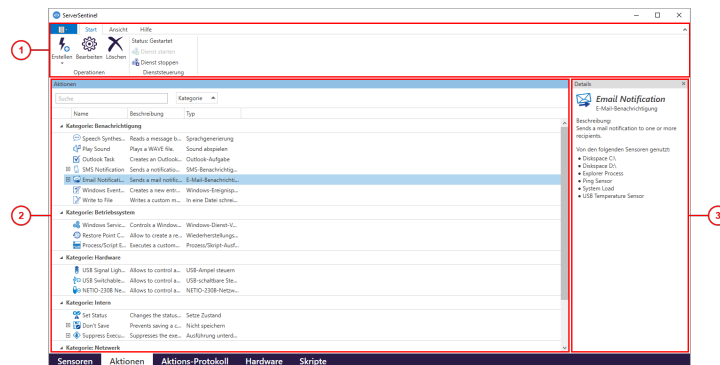 ServerSentinel
Start Ansicht Hilfe
Erstellen Bearbeiten Löschen
Status: Gestartet
Dienst starten
Dienst stoppen
Operationen Dienststeuerung
1
Aktionen
Suche Kategorie
Name Beschreibung Typ
Kategorie: Benachrichtigung
Speech Synthes... Reads a message b... Sprachgenerierung
Play Sound Plays a WAVE file. Sound abspielen
Outlook Task Creates an Outlook... Outlook-Aufgabe
SMS Notification Sends a notificatio... SMS-Benachrichtig...
Email Notificati... Sends a mail notific... E-Mail-Benachrichti...
Windows Event... Creates a new entr... Windows-Ereignisp...
Write to File Writes a custom m... In eine Datei schrei...
Kategorie: Betriebssystem
Windows Servic... Controls a Window... Windows-Dienst-V...
Restore Point C... Allow to create a re... Wiederherstellungs...
Process/Script E... Executes a custom... Prozess/Skript-Ausf...
Kategorie: Hardware
USB Signal Ligh... Allows to control a... USB-Ampel steuern
USB Switchable... Allows to control a... USB-schaltbare Ste...
NETIO-230B Ne... Allows to control a... NETIO-230B-Netzw...
Kategorie: Intern
Set Status Changes the status... Setze Zustand
Don't Save Prevents saving a c... Nicht speichern
Suppress Execu... Suppresses the exe... Ausführung unterd...
Kategorie: Netzwerk
2
Details
Email Notification
E-Mail-Benachrichtigung
Beschreibung:
Sends a mail notification to one or more
recipients.
Von den folgenden Sensoren genutzt:
• Diskspace C:\
• Diskspace D:\
• Explorer Process
• Ping Sensor
• System Load
• USB Temperature Sensor
3
Sensoren Aktionen Aktions-Protokoll Hardware Skripte